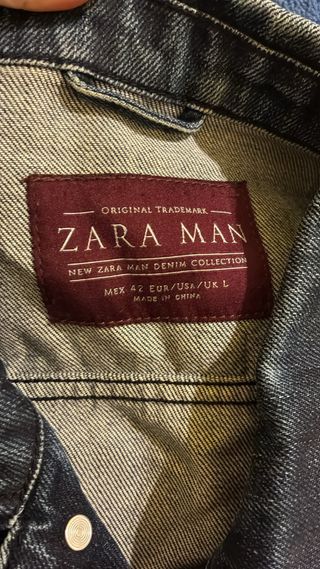 ORIGINAL TRADEMARK
ZARA MAN
NEW ZARA MAN DENIM COLLECTION
MEX 42 EUR/USA/UK L
MADE IN CHINA